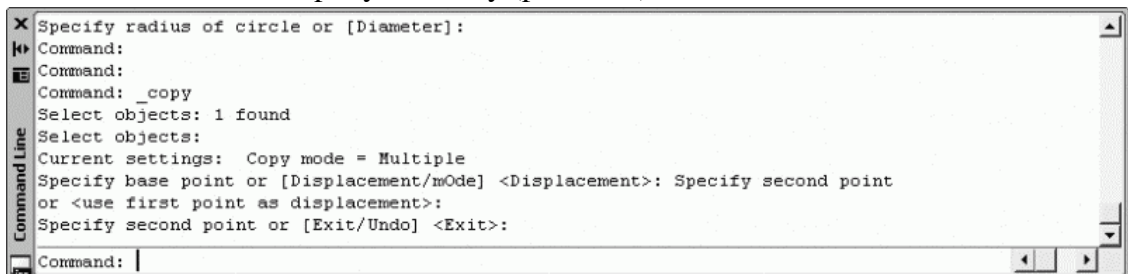 Specify radius of circle or [Diameter]:
Command:
Command:
Command: _copy
Select objects: 1 found
Select objects:
Current settings:  Copy mode = Multiple
Specify base point or [Displacement/mOde] <Displacement>: Specify second point
or <use first point as displacement>:
Specify second point or [Exit/Undo] <Exit>:
Command:
Command Line